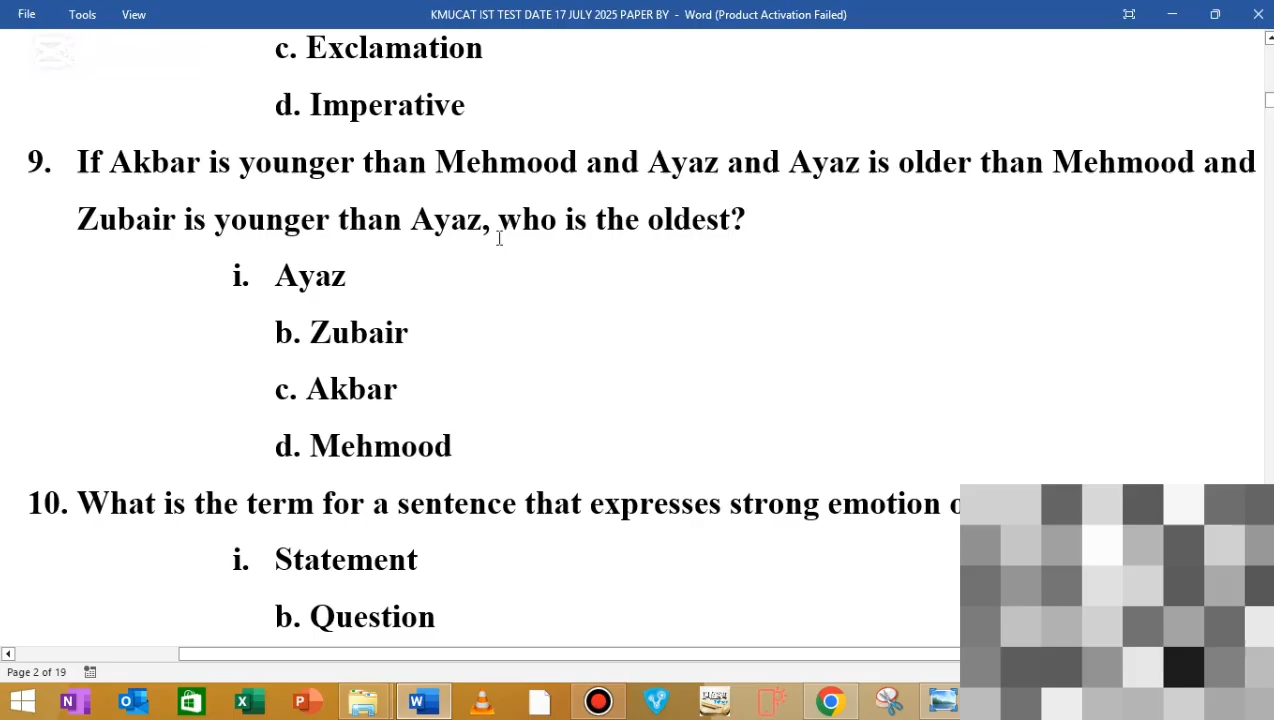 File Tools View KMUCAT IST TEST DATE 17 JULY 2025 PAPER BY - Word (Product Activation Failed)
c. Exclamation
d. Imperative
9. If Akbar is younger than Mehmood and Ayaz and Ayaz is older than Mehmood and
Zubair is younger than Ayaz, who is the oldest?
i. Ayaz
b. Zubair
c. Akbar
d. Mehmood
10. What is the term for a sentence that expresses strong emotion
i. Statement
b. Question
Page 2 of 19